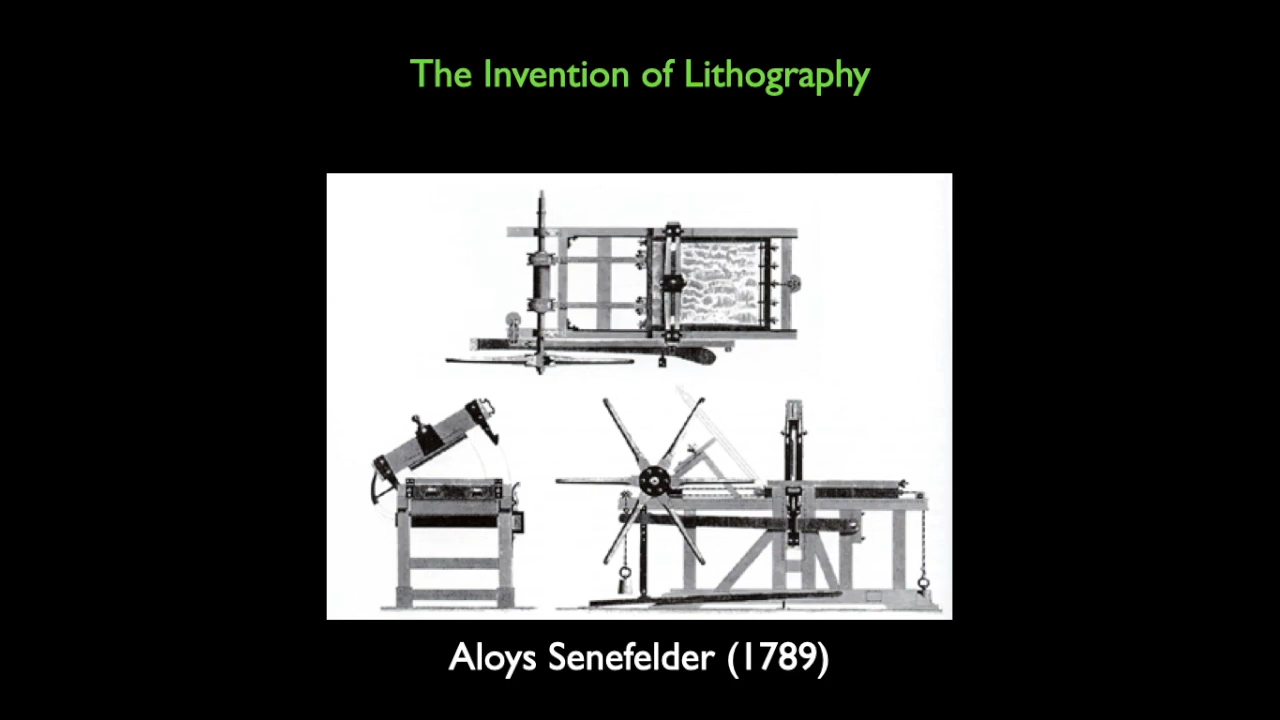 The Invention of Lithography
Aloys Senefelder (1789)